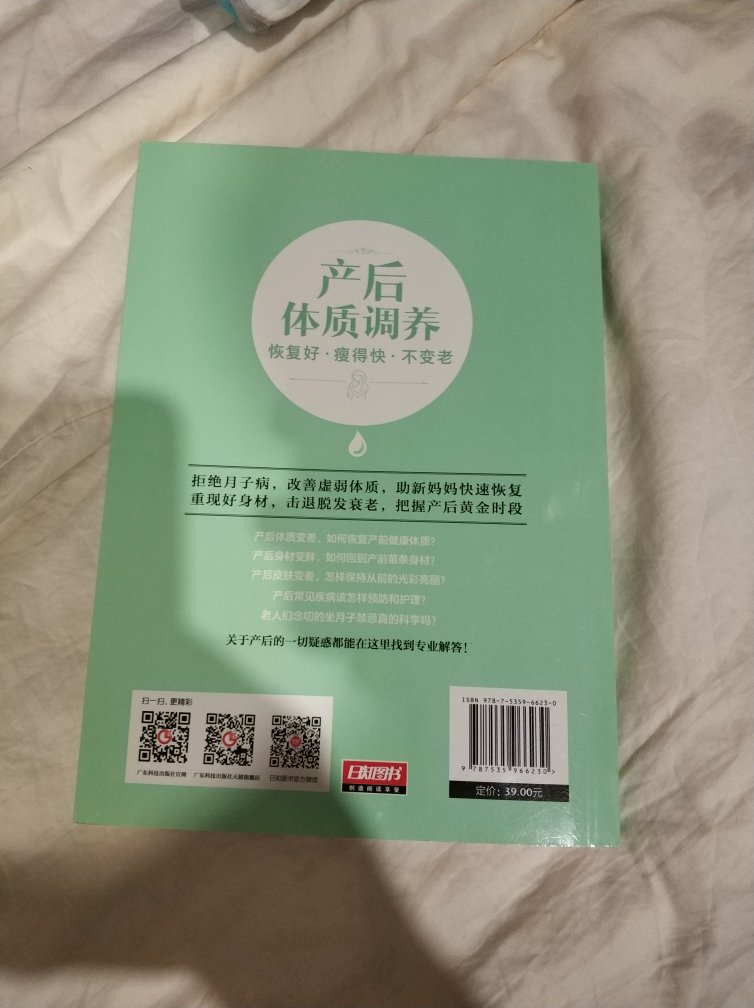 产后
体质调养
恢复好·瘦得快·不变老
拒绝月子病，改善虚弱体质，助新妈妈快速恢复
重现好身材，击退脱发衰老，把握产后黄金时段
产后体质变差，如何恢复产前健康体质？
产后身材变胖，如何回到产前苗条身材？
产后皮肤变差，怎样保持从前的光彩亮丽？
产后常见疾病该怎样预防和护理？
老人们念叨的坐月子禁忌真的科学吗？
关于产后的一切疑惑都能在这里找到专业解答！
扫一扫，更精彩
广东科技出版社官网
广东科技出版社天猫旗舰店
日知图书官方微信
日知图书
创造阅读享受
ISBN 978-7-5359-6623-0
9 787535 966230 >
定价：39.00元